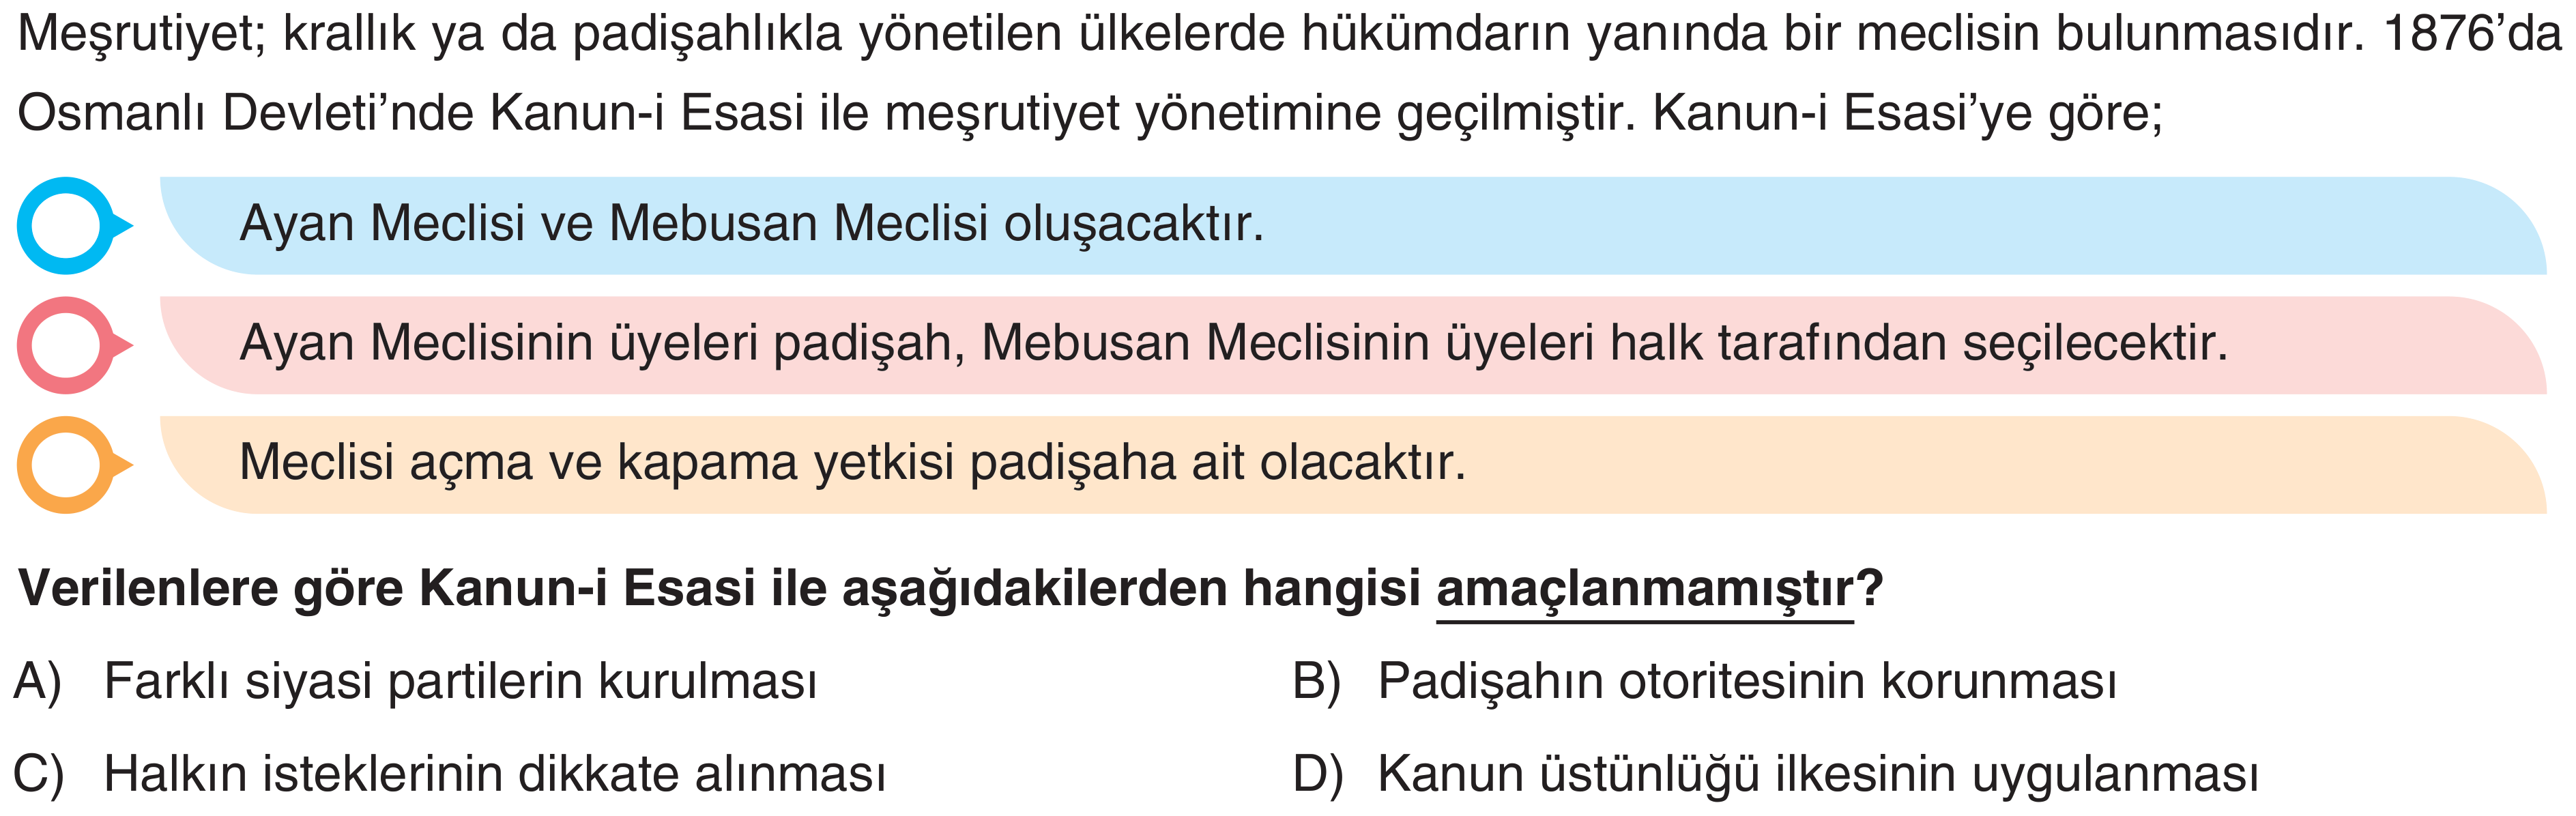 Meşrutiyet; krallık ya da padişahlıkla yönetilen ülkelerde hükümdarın yanında bir meclisin bulunmasıdır. 1876’da
Osmanlı Devleti’nde Kanun-i Esasi ile meşrutiyet yönetimine geçilmiştir. Kanun-i Esasi’ye göre;
Ayan Meclisi ve Mebusan Meclisi oluşacaktır.
Ayan Meclisinin üyeleri padişah, Mebusan Meclisinin üyeleri halk tarafından seçilecektir.
Meclisi açma ve kapama yetkisi padişaha ait olacaktır.
Verilenlere göre Kanun-i Esasi ile aşağıdakilerden hangisi amaçlanmamıştır?
A) Farklı siyasi partilerin kurulması
B) Padişahın otoritesinin korunması
C) Halkın isteklerinin dikkate alınması
D) Kanun üstünlüğü ilkesinin uygulanması